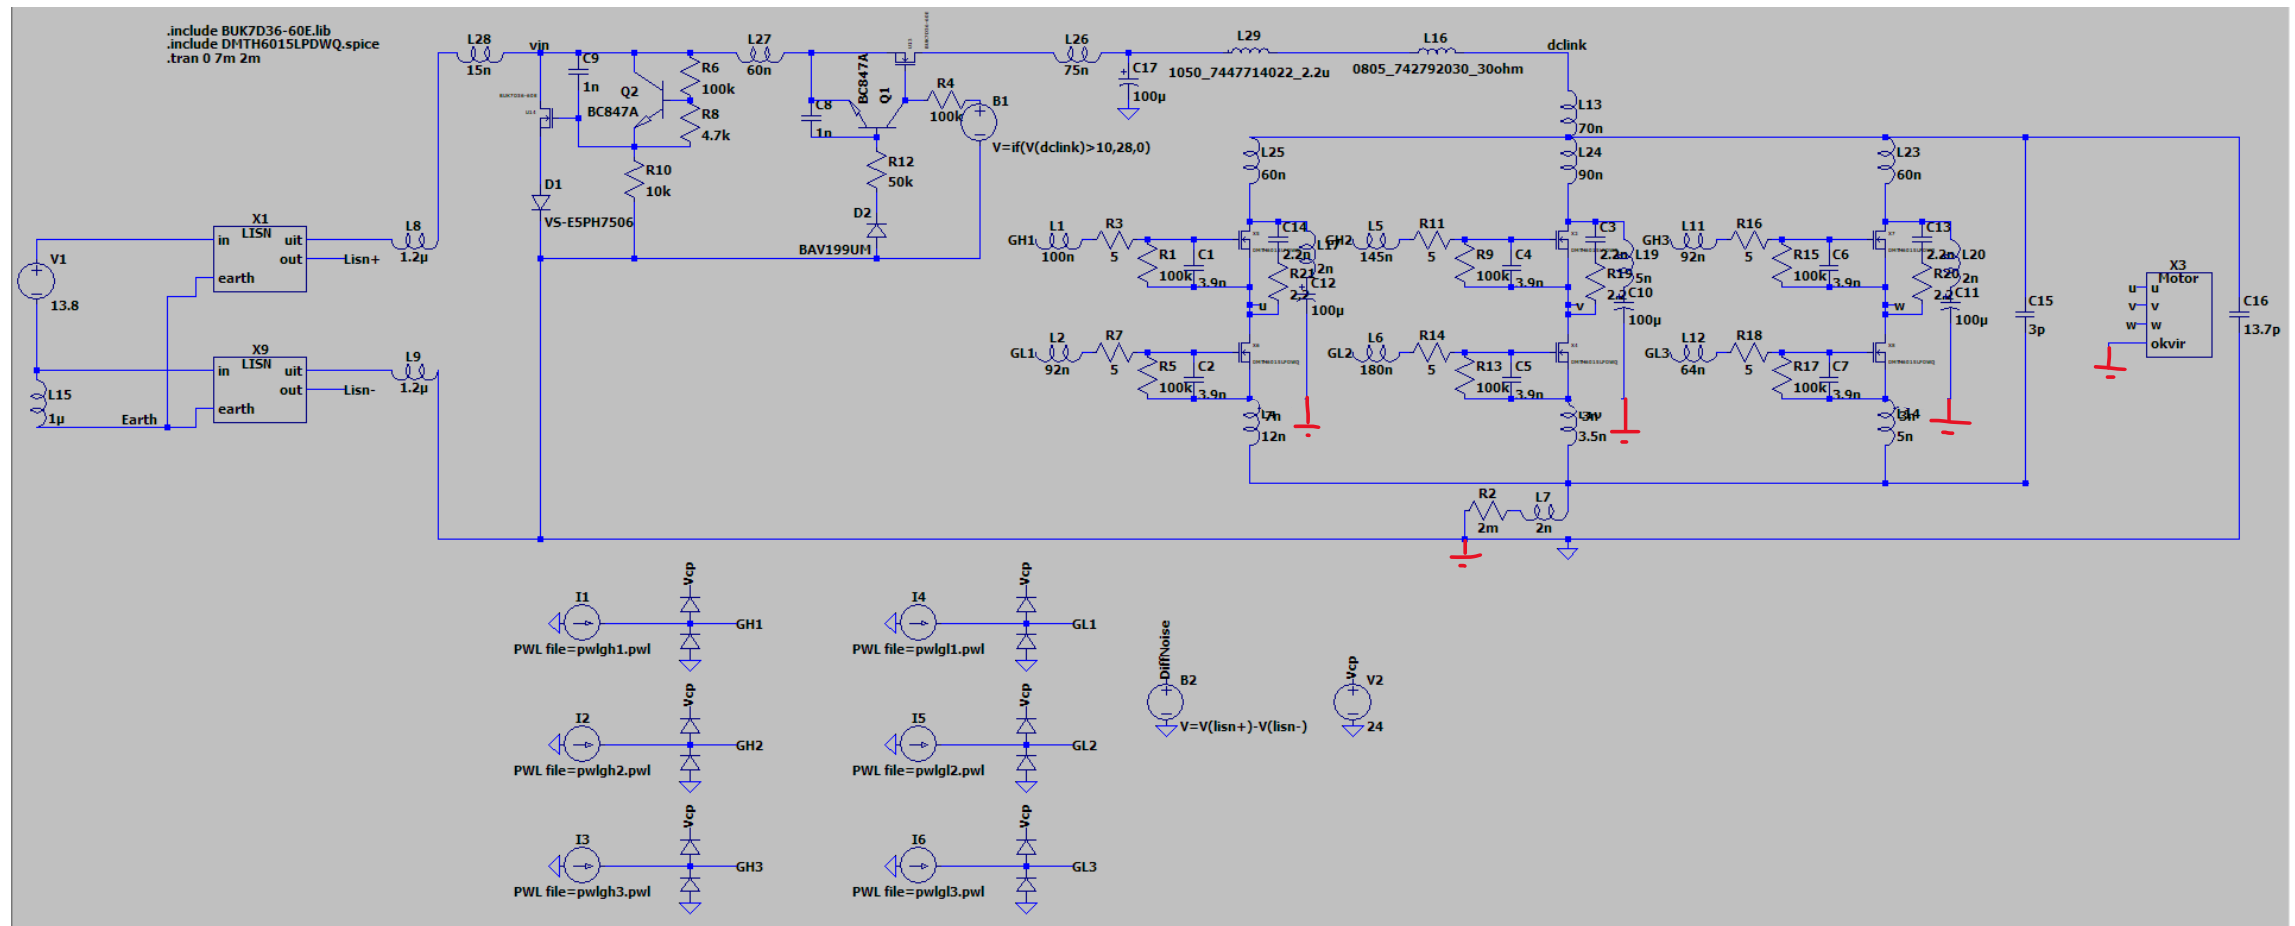 .include BUK7D36-60E.lib
.include DMTH6015LPDWQ.spice
.tran 0 7m 2m
L28
15n
vin
C9
1n
Q2
BC847A
R6
100k
R8
4.7k
R10
10k
D1
VS-E5PH7506
L27
60n
BC847A
Q1
C8
1n
R4
100k
B1
V=if(V(dclink)>10,28,0)
R12
50k
D2
BAV199UM
L26
75n
C17
100µ
L29
1050_7447714022_2.2u
L16
0805_742792030_30ohm
dclink
L13
70n
L25
60n
L24
90n
L23
60n
V1
13.8
X1
LISN
in
uit
out
earth
Lisn+
L8
1.2µ
X9
LISN
in
uit
out
earth
Lisn-
L9
1.2µ
L15
1µ
Earth
GH1
L1
100n
R3
5
R1
100k
C1
3.9n
C14
2.2n
R21
2.2
L17
2n
C12
100µ
u
GH2
L5
145n
R11
5
R9
100k
C4
3.9n
C3
2.2n
R19
2.2
L19
5n
C10
100µ
v
GH3
L11
92n
R16
5
R15
100k
C6
3.9n
C13
2.2n
R20
2.2
L20
2n
C11
100µ
w
GL1
L2
92n
R7
5
R5
100k
C2
3.9n
12n
GL2
L6
180n
R14
5
R13
100k
C5
3.9n
3.5n
GL3
L12
64n
R18
5
R17
100k
C7
3.9n
L14
5n
C15
3p
X3
Motor
u u
v v
w w
okvir
C16
13.7p
R2
2m
L7
2n
I1
PWL file=pwlgh1.pwl
Vcp
GH1
I4
PWL file=pwlgl1.pwl
Vcp
GL1
I2
PWL file=pwlgh2.pwl
Vcp
GH2
I5
PWL file=pwlgl2.pwl
Vcp
GL2
I3
PWL file=pwlgh3.pwl
Vcp
GH3
I6
PWL file=pwlgl3.pwl
Vcp
GL3
DiffNoise
B2
V=V(lisn+)-V(lisn-)
Vcp
V2
24